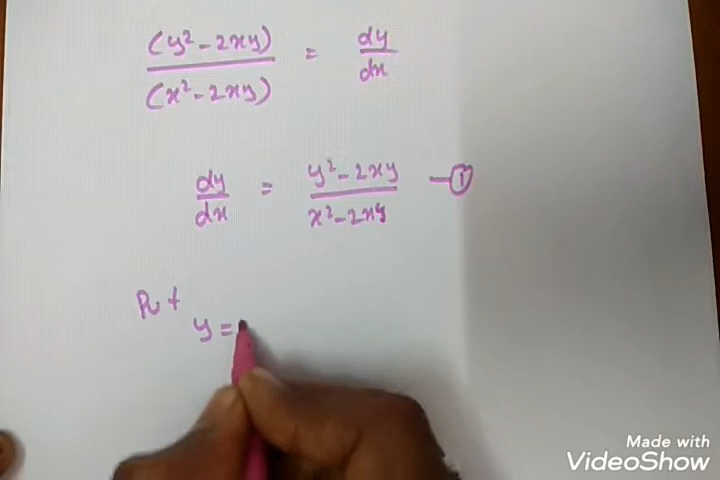 (y² - 2xy) / (x² - 2xy) = dy/dx
dy/dx = (y² - 2xy) / (x² - 2xy) — ①
Put
y =
Made with
VideoShow